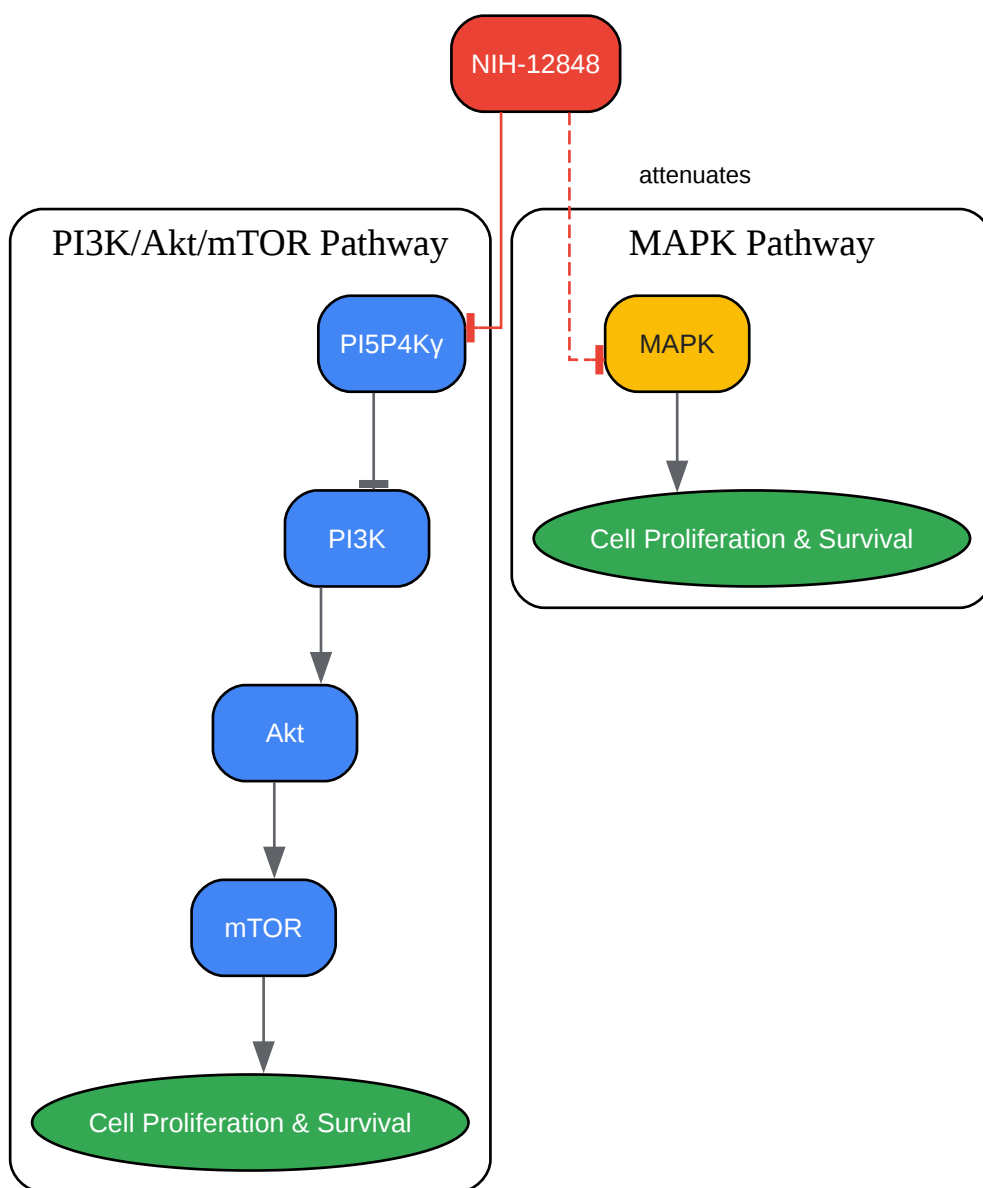 NIH-12848
attenuates
PI3K/Akt/mTOR Pathway
PI5P4Kγ
PI3K
Akt
mTOR
Cell Proliferation & Survival
MAPK Pathway
MAPK
Cell Proliferation & Survival